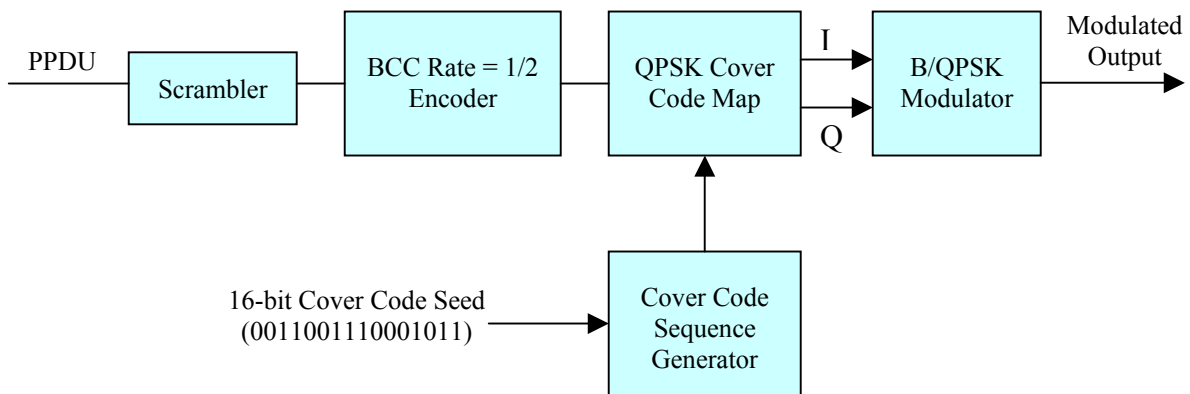 PPDU
Scrambler
BCC Rate = 1/2
Encoder
QPSK Cover
Code Map
I
Q
B/QPSK
Modulator
Modulated
Output
16-bit Cover Code Seed
(0011001110001011)
Cover Code
Sequence
Generator